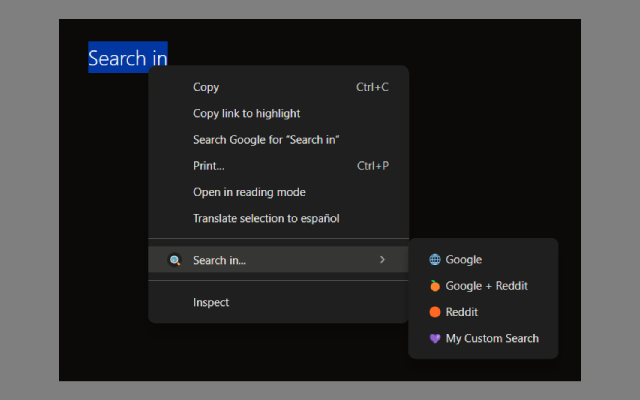 Search in
Copy Ctrl+C
Copy link to highlight
Search Google for “Search in”
Print... Ctrl+P
Open in reading mode
Translate selection to español
Search in...
Inspect
Google
Google + Reddit
Reddit
My Custom Search